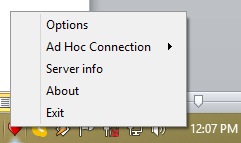 Options
Ad Hoc Connection
Server info
About
Exit
12:07 PM